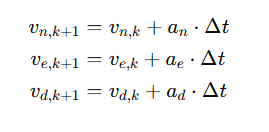 v_{n,k+1} = v_{n,k} + a_n · Δt
v_{e,k+1} = v_{e,k} + a_e · Δt
v_{d,k+1} = v_{d,k} + a_d · Δt